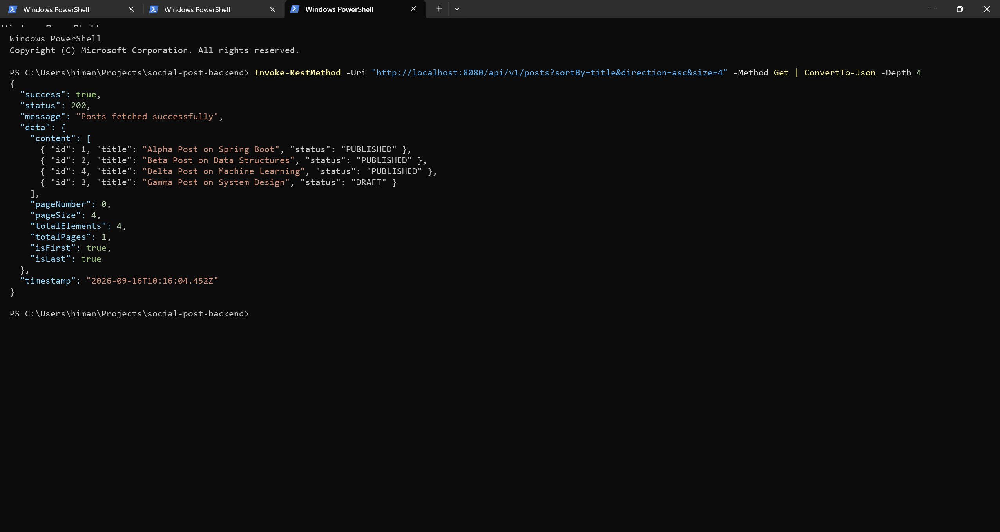 Windows PowerShell
Windows PowerShell
Windows PowerShell
Windows PowerShell
Windows PowerShell
Copyright (C) Microsoft Corporation. All rights reserved.
PS C:\Users\himan\Projects\social-post-backend> Invoke-RestMethod -Uri "http://localhost:8080/api/v1/posts?sortBy=title&direction=asc&size=4" -Method Get | ConvertTo-Json -Depth 4
{
  "success": true,
  "status": 200,
  "message": "Posts fetched successfully",
  "data": {
    "content": [
      { "id": 1, "title": "Alpha Post on Spring Boot", "status": "PUBLISHED" },
      { "id": 2, "title": "Beta Post on Data Structures", "status": "PUBLISHED" },
      { "id": 4, "title": "Delta Post on Machine Learning", "status": "PUBLISHED" },
      { "id": 3, "title": "Gamma Post on System Design", "status": "DRAFT" }
    ],
    "pageNumber": 0,
    "pageSize": 4,
    "totalElements": 4,
    "totalPages": 1,
    "isFirst": true,
    "isLast": true
  },
  "timestamp": "2026-09-16T10:16:04.452Z"
}
PS C:\Users\himan\Projects\social-post-backend>